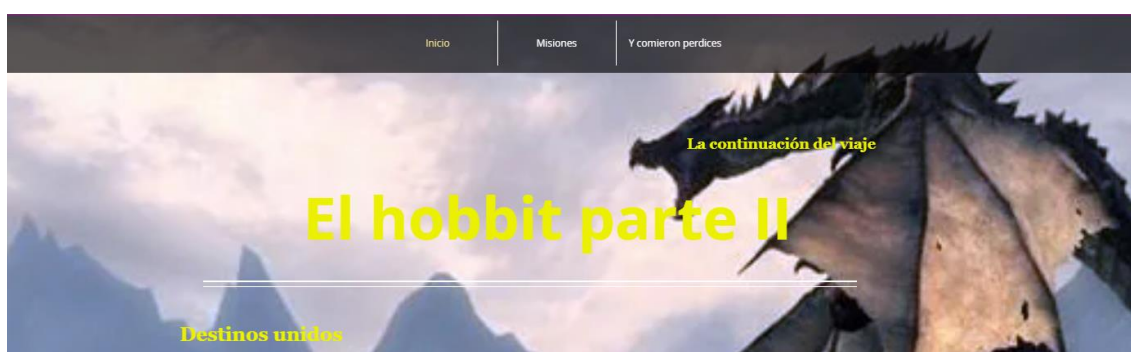 Inicio Misiones Y comieron perdices
La continuación del viaje
El hobbit parte II
Destinos unidos